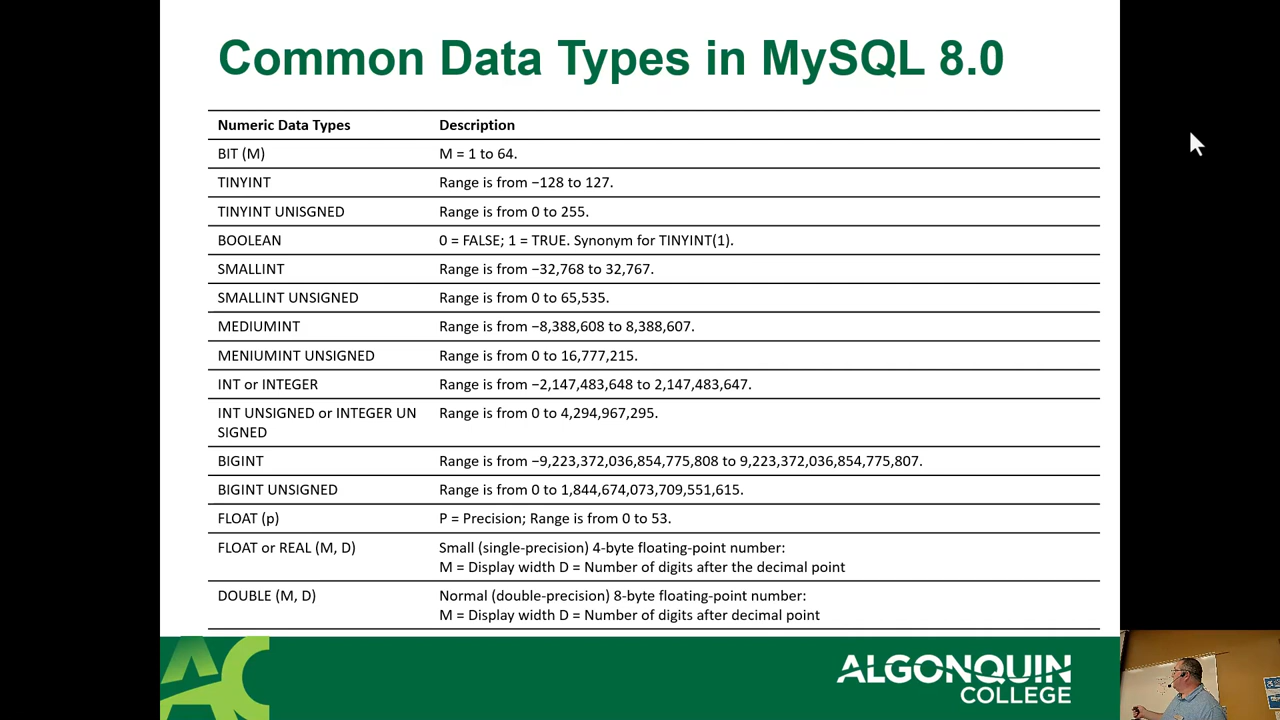 Common Data Types in MySQL 8.0
Numeric Data Types Description
BIT (M) M = 1 to 64.
TINYINT Range is from −128 to 127.
TINYINT UNISGNED Range is from 0 to 255.
BOOLEAN 0 = FALSE; 1 = TRUE. Synonym for TINYINT(1).
SMALLINT Range is from −32,768 to 32,767.
SMALLINT UNSIGNED Range is from 0 to 65,535.
MEDIUMINT Range is from −8,388,608 to 8,388,607.
MENIUMINT UNSIGNED Range is from 0 to 16,777,215.
INT or INTEGER Range is from −2,147,483,648 to 2,147,483,647.
INT UNSIGNED or INTEGER UN Range is from 0 to 4,294,967,295.
SIGNED
BIGINT Range is from −9,223,372,036,854,775,808 to 9,223,372,036,854,775,807.
BIGINT UNSIGNED Range is from 0 to 1,844,674,073,709,551,615.
FLOAT (p) P = Precision; Range is from 0 to 53.
FLOAT or REAL (M, D) Small (single-precision) 4-byte floating-point number:
M = Display width D = Number of digits after the decimal point
DOUBLE (M, D) Normal (double-precision) 8-byte floating-point number:
M = Display width D = Number of digits after decimal point
AC
ALGONQUIN
COLLEGE